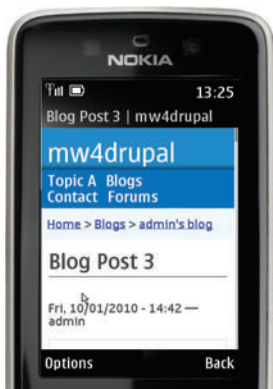 NOKIA
13:25
Blog Post 3 | mw4drupal
mw4drupal
Topic A Blogs
Contact Forums
Home > Blogs > admin's blog
Blog Post 3
Fri, 10/01/2010 - 14:42 —
admin
Options Back